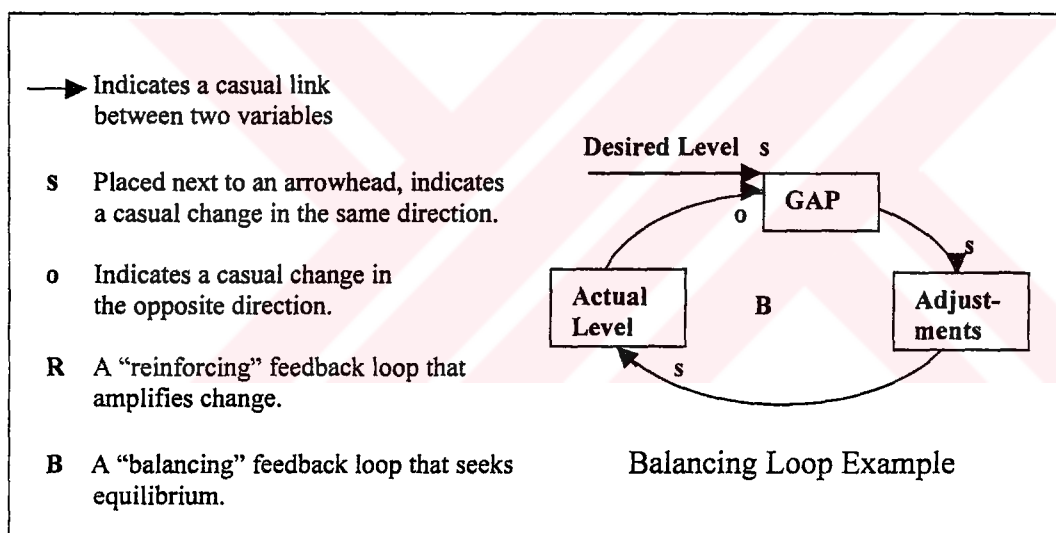 Indicates a casual link
between two variables
s Placed next to an arrowhead, indicates
a casual change in the same direction.
o Indicates a casual change in
the opposite direction.
R A “reinforcing” feedback loop that
amplifies change.
B A “balancing” feedback loop that seeks
equilibrium.
Desired Level s
GAP
o
s
Actual
Level
B
Adjust-
ments
s
Balancing Loop Example